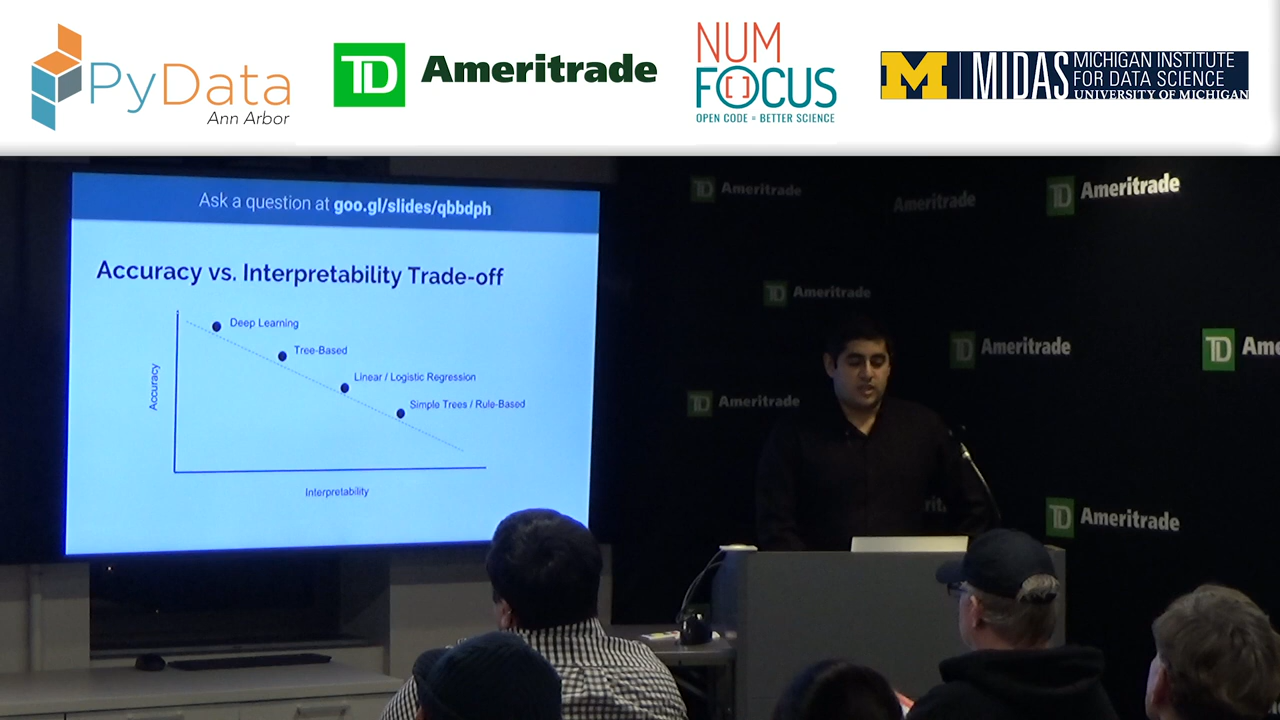 PyData
Ann Arbor
TD Ameritrade
NUM
FOCUS
OPEN CODE = BETTER SCIENCE
M MIDAS
MICHIGAN INSTITUTE
FOR DATA SCIENCE
UNIVERSITY OF MICHIGAN
Ask a question at goo.gl/slides/qbbdph
Accuracy vs. Interpretability Trade-off
Deep Learning
Tree-Based
Linear / Logistic Regression
Simple Trees / Rule-Based
Accuracy
Interpretability
TD Ameritrade
Ameritrade
TD Ameritrade
TD Ameritrade
TD Ameritrade
TD Am
TD Ameritrade
TD Ameritrade